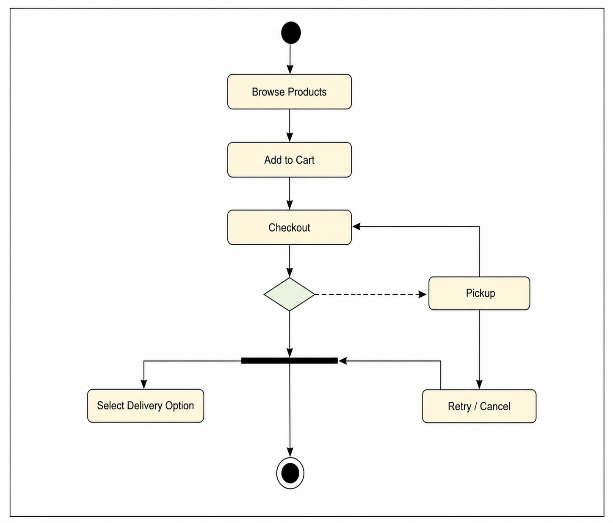 Browse Products
Add to Cart
Checkout
Pickup
Select Delivery Option
Retry / Cancel